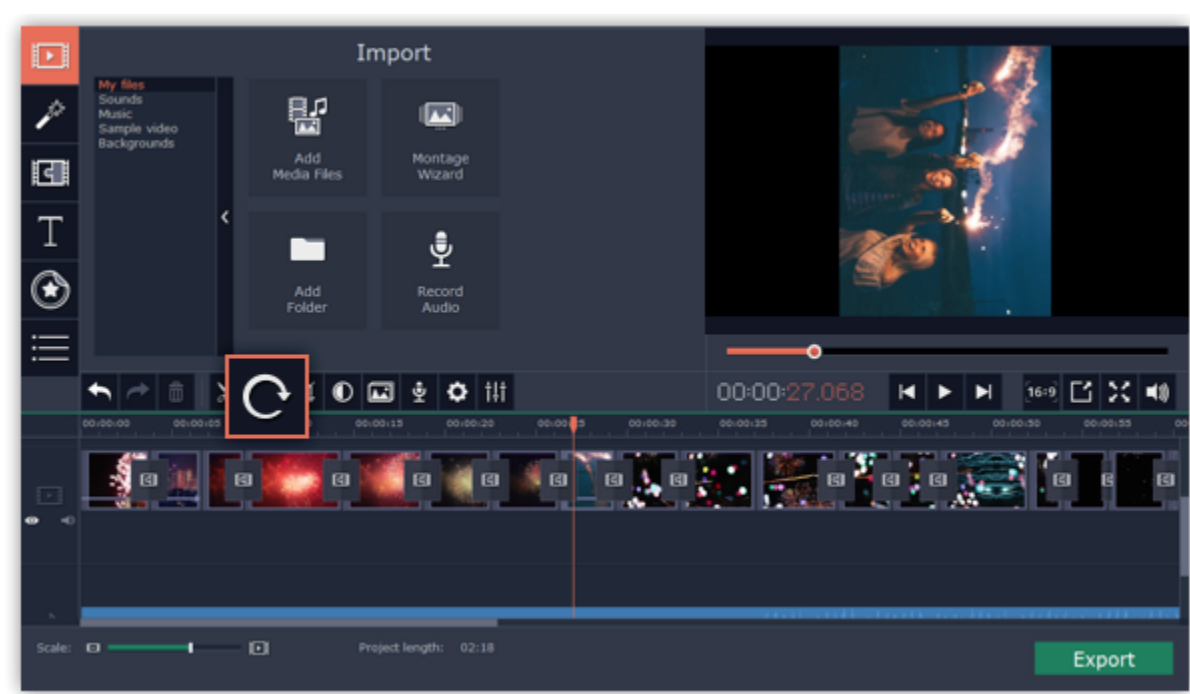 Import
My files
Sounds
Music
Sample video
Backgrounds
Add
Media Files
Montage
Wizard
Add
Folder
Record
Audio
00:00:27.068
16:9
00:00:00 00:00:05 00:00:15 00:00:20 00:00:30 00:00:35 00:00:40 00:00:45 00:00:50 00:00:55
Scale:
Project length: 02:18
Export